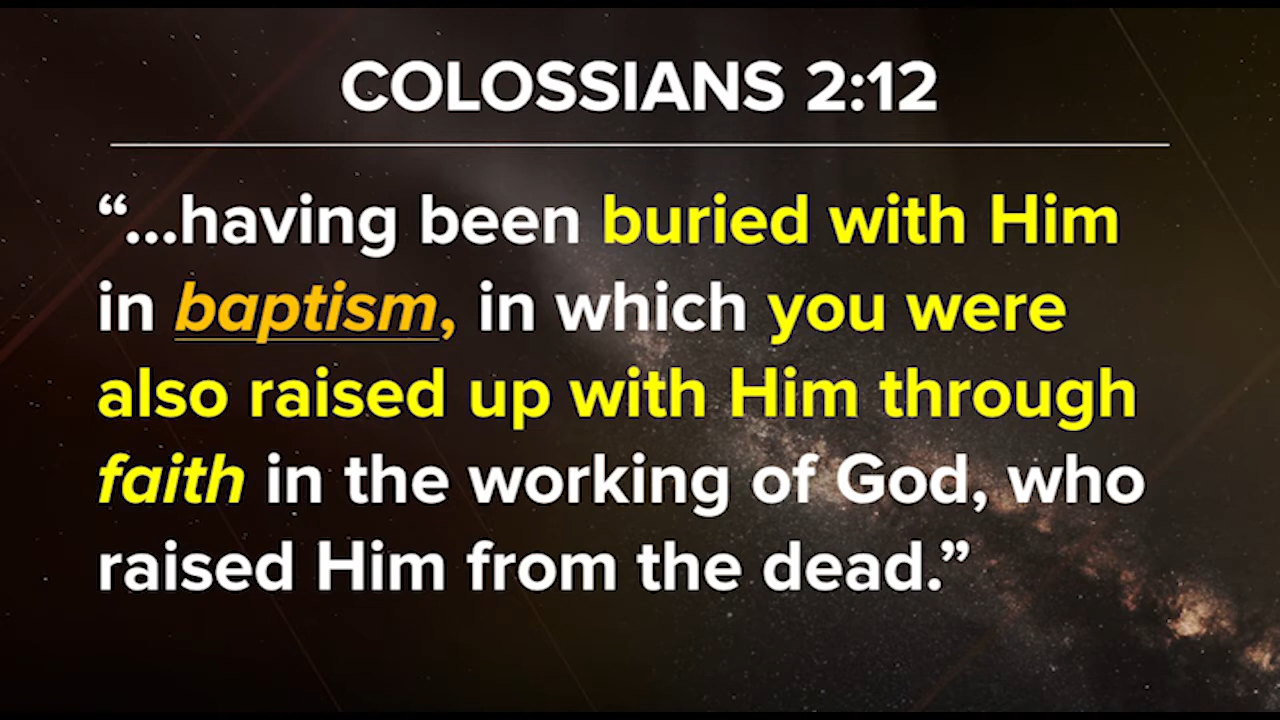 COLOSSIANS 2:12
“...having been buried with Him
in baptism, in which you were
also raised up with Him through
faith in the working of God, who
raised Him from the dead.”